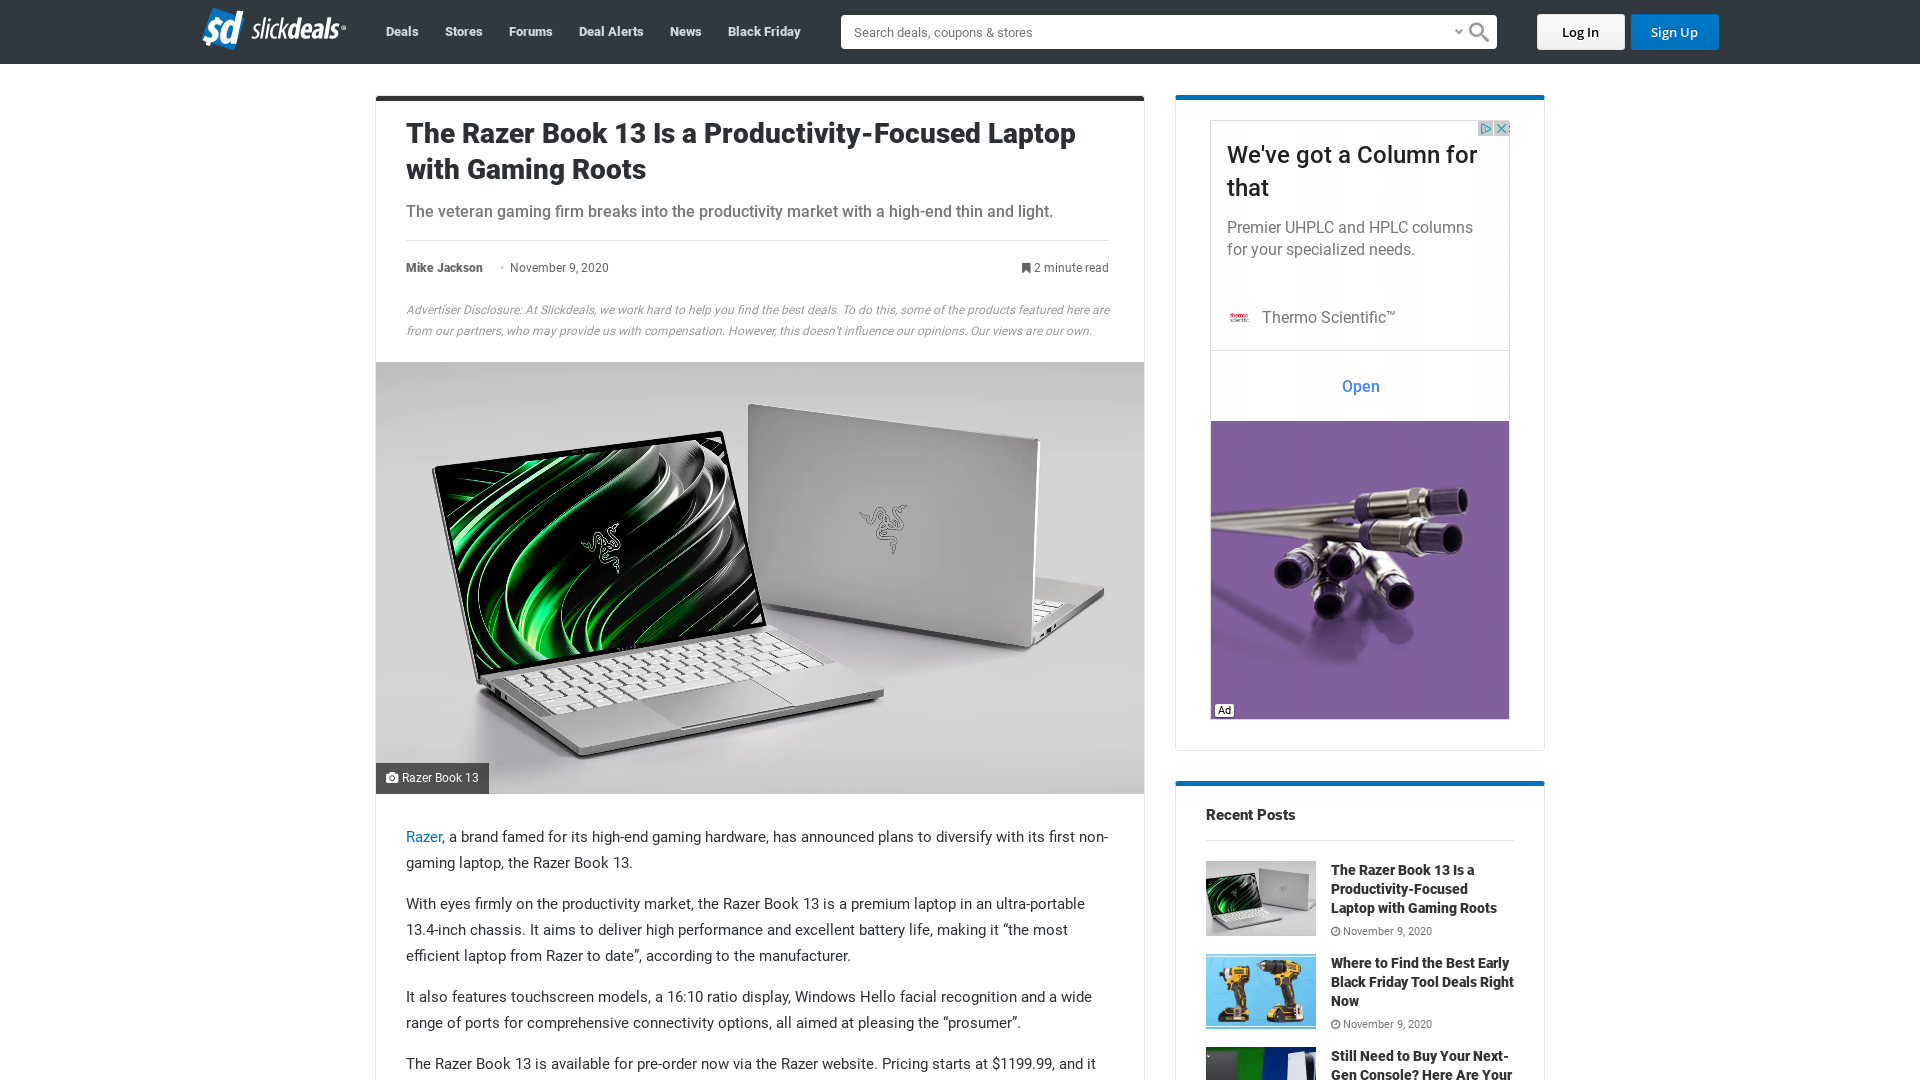 sd slickdeals
Deals
Stores
Forums
Deal Alerts
News
Black Friday
Search deals, coupons & stores
Log In
Sign Up
The Razer Book 13 Is a Productivity-Focused Laptop
with Gaming Roots
The veteran gaming firm breaks into the productivity market with a high-end thin and light.
Mike Jackson • November 9, 2020
2 minute read
Advertiser Disclosure: At Slickdeals, we work hard to help you find the best deals. To do this, some of the products featured here are
from our partners, who may provide us with compensation. However, this doesn't influence our opinions. Our views are our own.
Razer Book 13
Razer, a brand famed for its high-end gaming hardware, has announced plans to diversify with its first non-
gaming laptop, the Razer Book 13.
With eyes firmly on the productivity market, the Razer Book 13 is a premium laptop in an ultra-portable
13.4-inch chassis. It aims to deliver high performance and excellent battery life, making it “the most
efficient laptop from Razer to date”, according to the manufacturer.
It also features touchscreen models, a 16:10 ratio display, Windows Hello facial recognition and a wide
range of ports for comprehensive connectivity options, all aimed at pleasing the “prosumer”.
The Razer Book 13 is available for pre-order now via the Razer website. Pricing starts at $1199.99, and it
We've got a Column for
that
Premier UHPLC and HPLC columns
for your specialized needs.
thermo
scientific
Thermo Scientific™
Open
Ad
Recent Posts
The Razer Book 13 Is a
Productivity-Focused
Laptop with Gaming Roots
November 9, 2020
Where to Find the Best Early
Black Friday Tool Deals Right
Now
November 9, 2020
Still Need to Buy Your Next-
Gen Console? Here Are Your